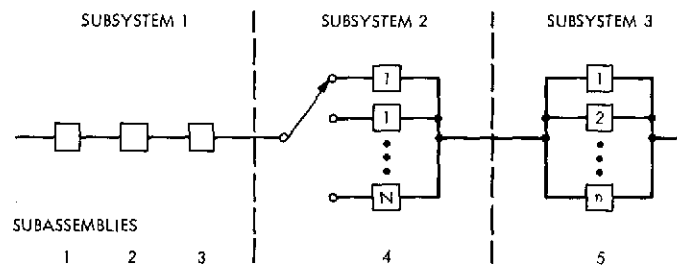 SUBSYSTEM 1 SUBSYSTEM 2 SUBSYSTEM 3
1 1
1 2
N n
SUBASSEMBLIES
1 2 3 4 5